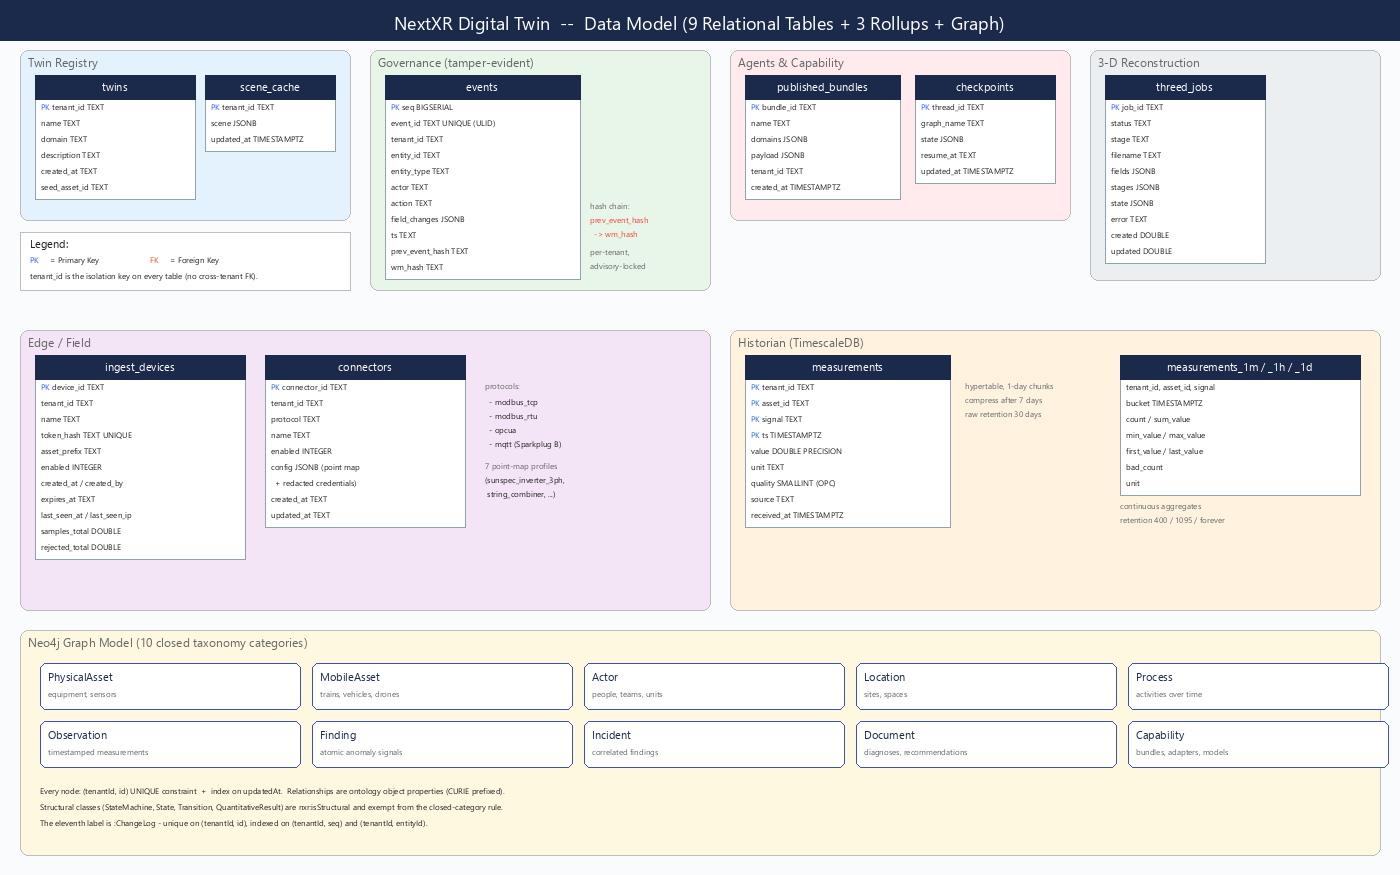 NextXR Digital Twin -- Data Model (9 Relational Tables + 3 Rollups + Graph)
Twin Registry
twins
PK tenant_id TEXT
name TEXT
domain TEXT
description TEXT
created_at TEXT
seed_asset_id TEXT
scene_cache
PK tenant_id TEXT
scene JSONB
updated_at TIMESTAMPTZ
Legend:
PK = Primary Key
FK = Foreign Key
tenant_id is the isolation key on every table (no cross-tenant FK).
Governance (tamper-evident)
events
PK seq BIGSERIAL
event_id TEXT UNIQUE (ULID)
tenant_id TEXT
entity_id TEXT
entity_type TEXT
actor TEXT
action TEXT
field_changes JSONB
ts TEXT
prev_event_hash TEXT
wm_hash TEXT
hash chain:
prev_event_hash
-> wm_hash
per-tenant,
advisory-locked
Agents & Capability
published_bundles
PK bundle_id TEXT
name TEXT
domains JSONB
payload JSONB
tenant_id TEXT
created_at TIMESTAMPTZ
checkpoints
PK thread_id TEXT
graph_name TEXT
state JSONB
resume_at TEXT
updated_at TIMESTAMPTZ
3-D Reconstruction
threed_jobs
PK job_id TEXT
status TEXT
stage TEXT
filename TEXT
fields JSONB
stages JSONB
state JSONB
error TEXT
created DOUBLE
updated DOUBLE
Edge / Field
ingest_devices
PK device_id TEXT
tenant_id TEXT
name TEXT
token_hash TEXT UNIQUE
asset_prefix TEXT
enabled INTEGER
created_at / created_by
expires_at TEXT
last_seen_at / last_seen_ip
samples_total DOUBLE
rejected_total DOUBLE
connectors
PK connector_id TEXT
tenant_id TEXT
protocol TEXT
name TEXT
enabled INTEGER
config JSONB (point map
+ redacted credentials)
created_at TEXT
updated_at TEXT
protocols:
- modbus_tcp
- modbus_rtu
- opcua
- mqtt (Sparkplug B)
7 point-map profiles
(sunspec_inverter_3ph,
string_combiner, ...)
Historian (TimescaleDB)
measurements
PK tenant_id TEXT
PK asset_id TEXT
PK signal TEXT
PK ts TIMESTAMPTZ
value DOUBLE PRECISION
unit TEXT
quality SMALLINT (OPC)
source TEXT
received_at TIMESTAMPTZ
hypertable, 1-day chunks
compress after 7 days
raw retention 30 days
measurements_1m / _1h / _1d
tenant_id, asset_id, signal
bucket TIMESTAMPTZ
count / sum_value
min_value / max_value
first_value / last_value
bad_count
unit
continuous aggregates
retention 400 / 1095 / forever
Neo4j Graph Model (10 closed taxonomy categories)
PhysicalAsset
equipment, sensors
MobileAsset
trains, vehicles, drones
Actor
people, teams, units
Location
sites, spaces
Process
activities over time
Observation
timestamped measurements
Finding
atomic anomaly signals
Incident
correlated findings
Document
diagnoses, recommendations
Capability
bundles, adapters, models
Every node: (tenantId, id) UNIQUE constraint + index on updatedAt. Relationships are ontology object properties (CURIE prefixed).
Structural classes (StateMachine, State, Transition, QuantitativeResult) are nxr:isStructural and exempt from the closed-category rule.
The eleventh label is :ChangeLog - unique on (tenantId, id), indexed on (tenantId, seq) and (tenantId, entityId).